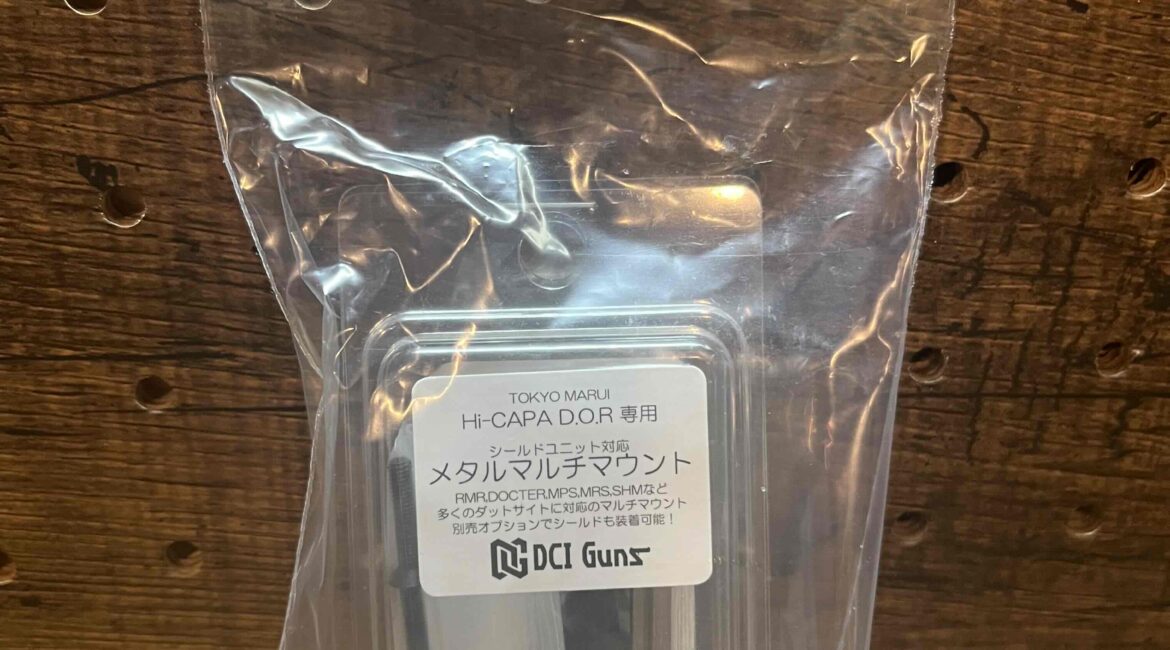 TOKYO MARUI
Hi-CAPA D.O.R 専用
シールドユニット対応
メタルマルチマウント
RMR,DOCTER,MPS,MRS,SHMなど
多くのダットサイトに対応のマルチマウント
別売オプションでシールドも装着可能！
DCI Guns